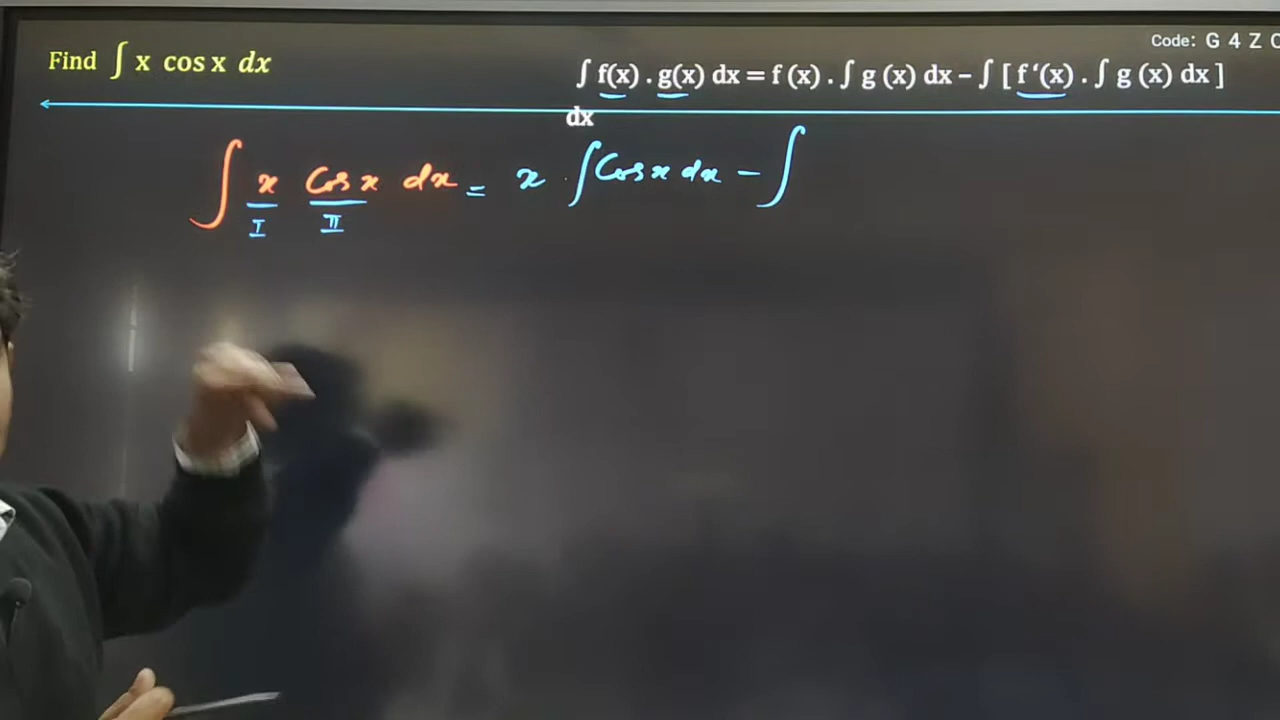 Code: G 4 Z
Find ∫ x cos x dx
∫ f(x) . g(x) dx = f (x) . ∫ g (x) dx − ∫ [ f '(x) . ∫ g (x) dx ]
dx
∫ x Cos x dx = x . ∫ Cos x dx − ∫
I II